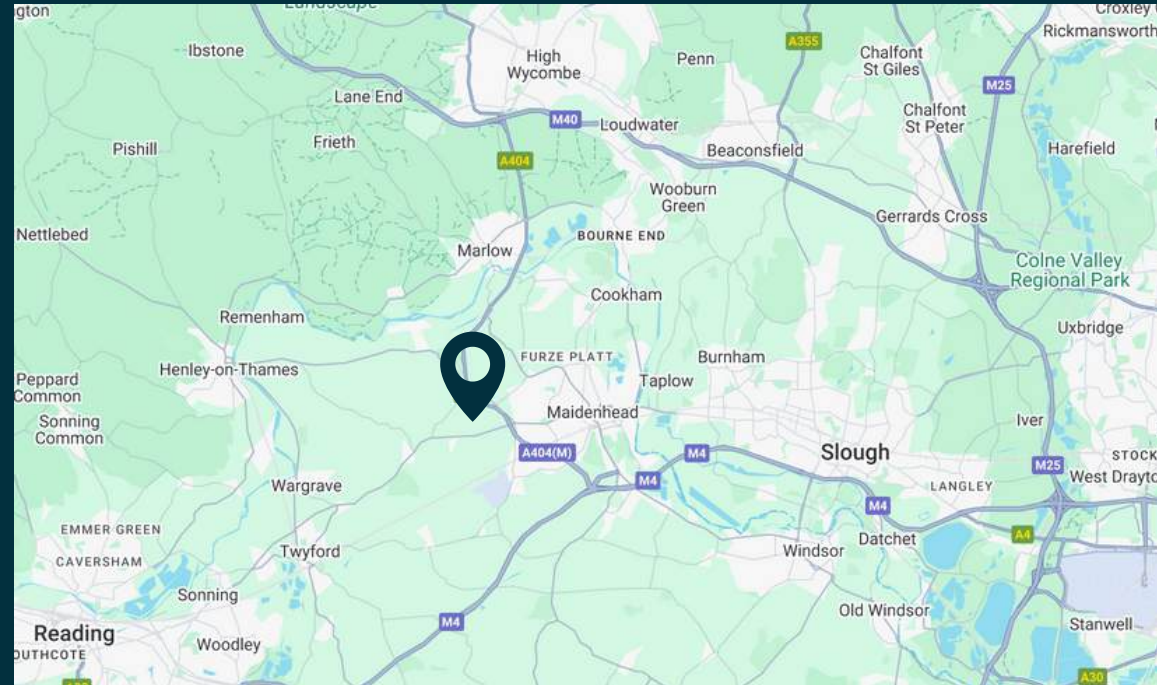 Landscape
Croxley
Rickmansworth
A355
Ibstone
High
Wycombe
Penn
Chalfont
St Giles
M25
Lane End
M40
Loudwater
Chalfont
St Peter
Pishill
Frieth
A404
Beaconsfield
Harefield
Wooburn
Green
Gerrards Cross
Nettlebed
Marlow
BOURNE END
Colne Valley
Regional Park
Cookham
Remenham
Uxbridge
Henley-on-Thames
FURZE PLATT
Burnham
Peppard
Common
Taplow
Maidenhead
Sonning
Common
Iver
A404(M)
M4
Slough
M25
STOCK
West Drayto
Wargrave
M4
LANGLEY
M4
EMMER GREEN
Twyford
Windsor
Datchet
A4
CAVERSHAM
Sonning
Old Windsor
M4
Stanwell
Reading
Woodley
OUTHCOTE
A30